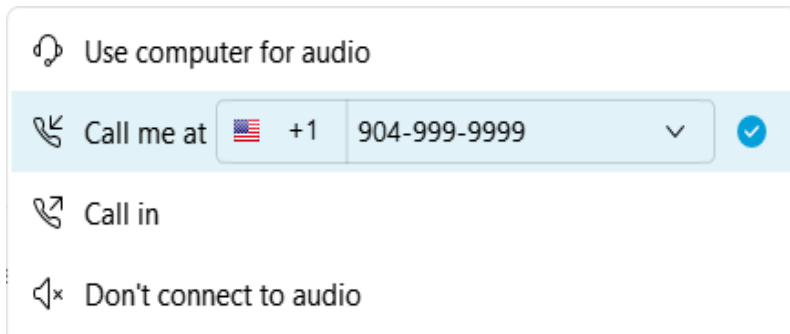 Use computer for audio
Call me at +1 904-999-9999
Call in
Don't connect to audio